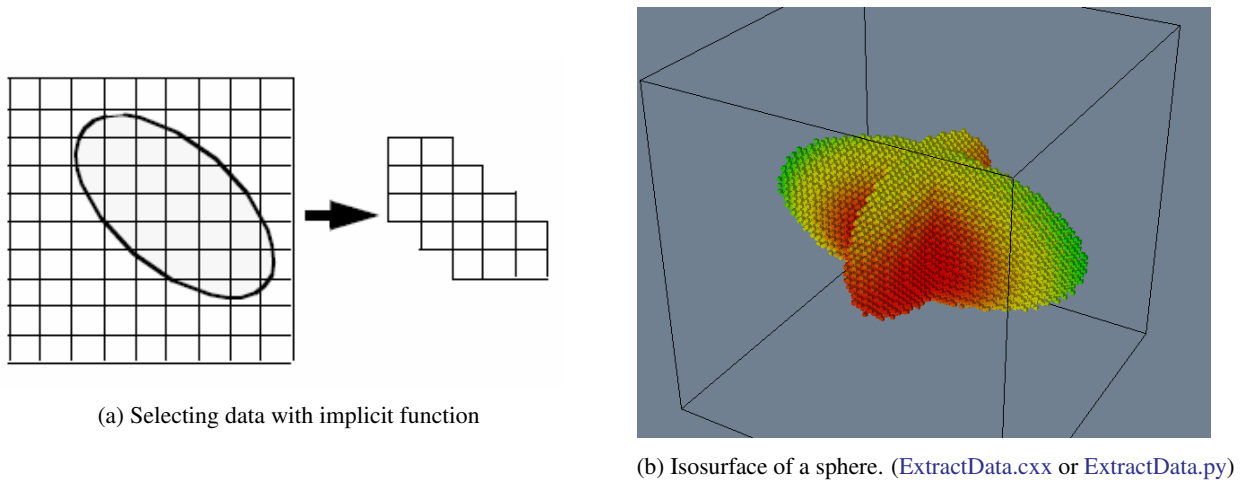 (a) Selecting data with implicit function
(b) Isosurface of a sphere. (ExtractData.cxx or ExtractData.py)